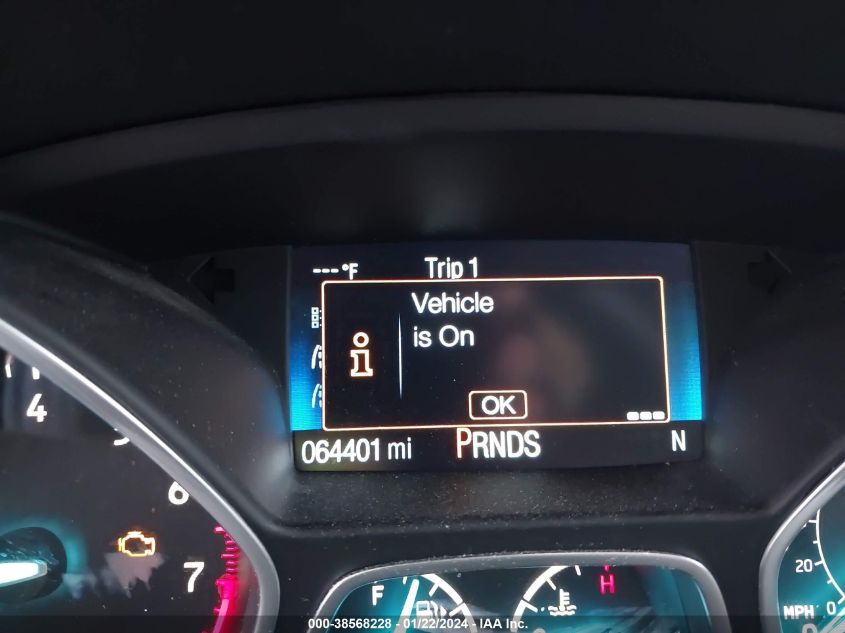 ---°F Trip 1
Vehicle
is On
i
OK
064401 mi PRNDS N
4
5
6
7
F
H
20
0
MPH
000-38568228 - 01/22/2024 - IAA Inc.